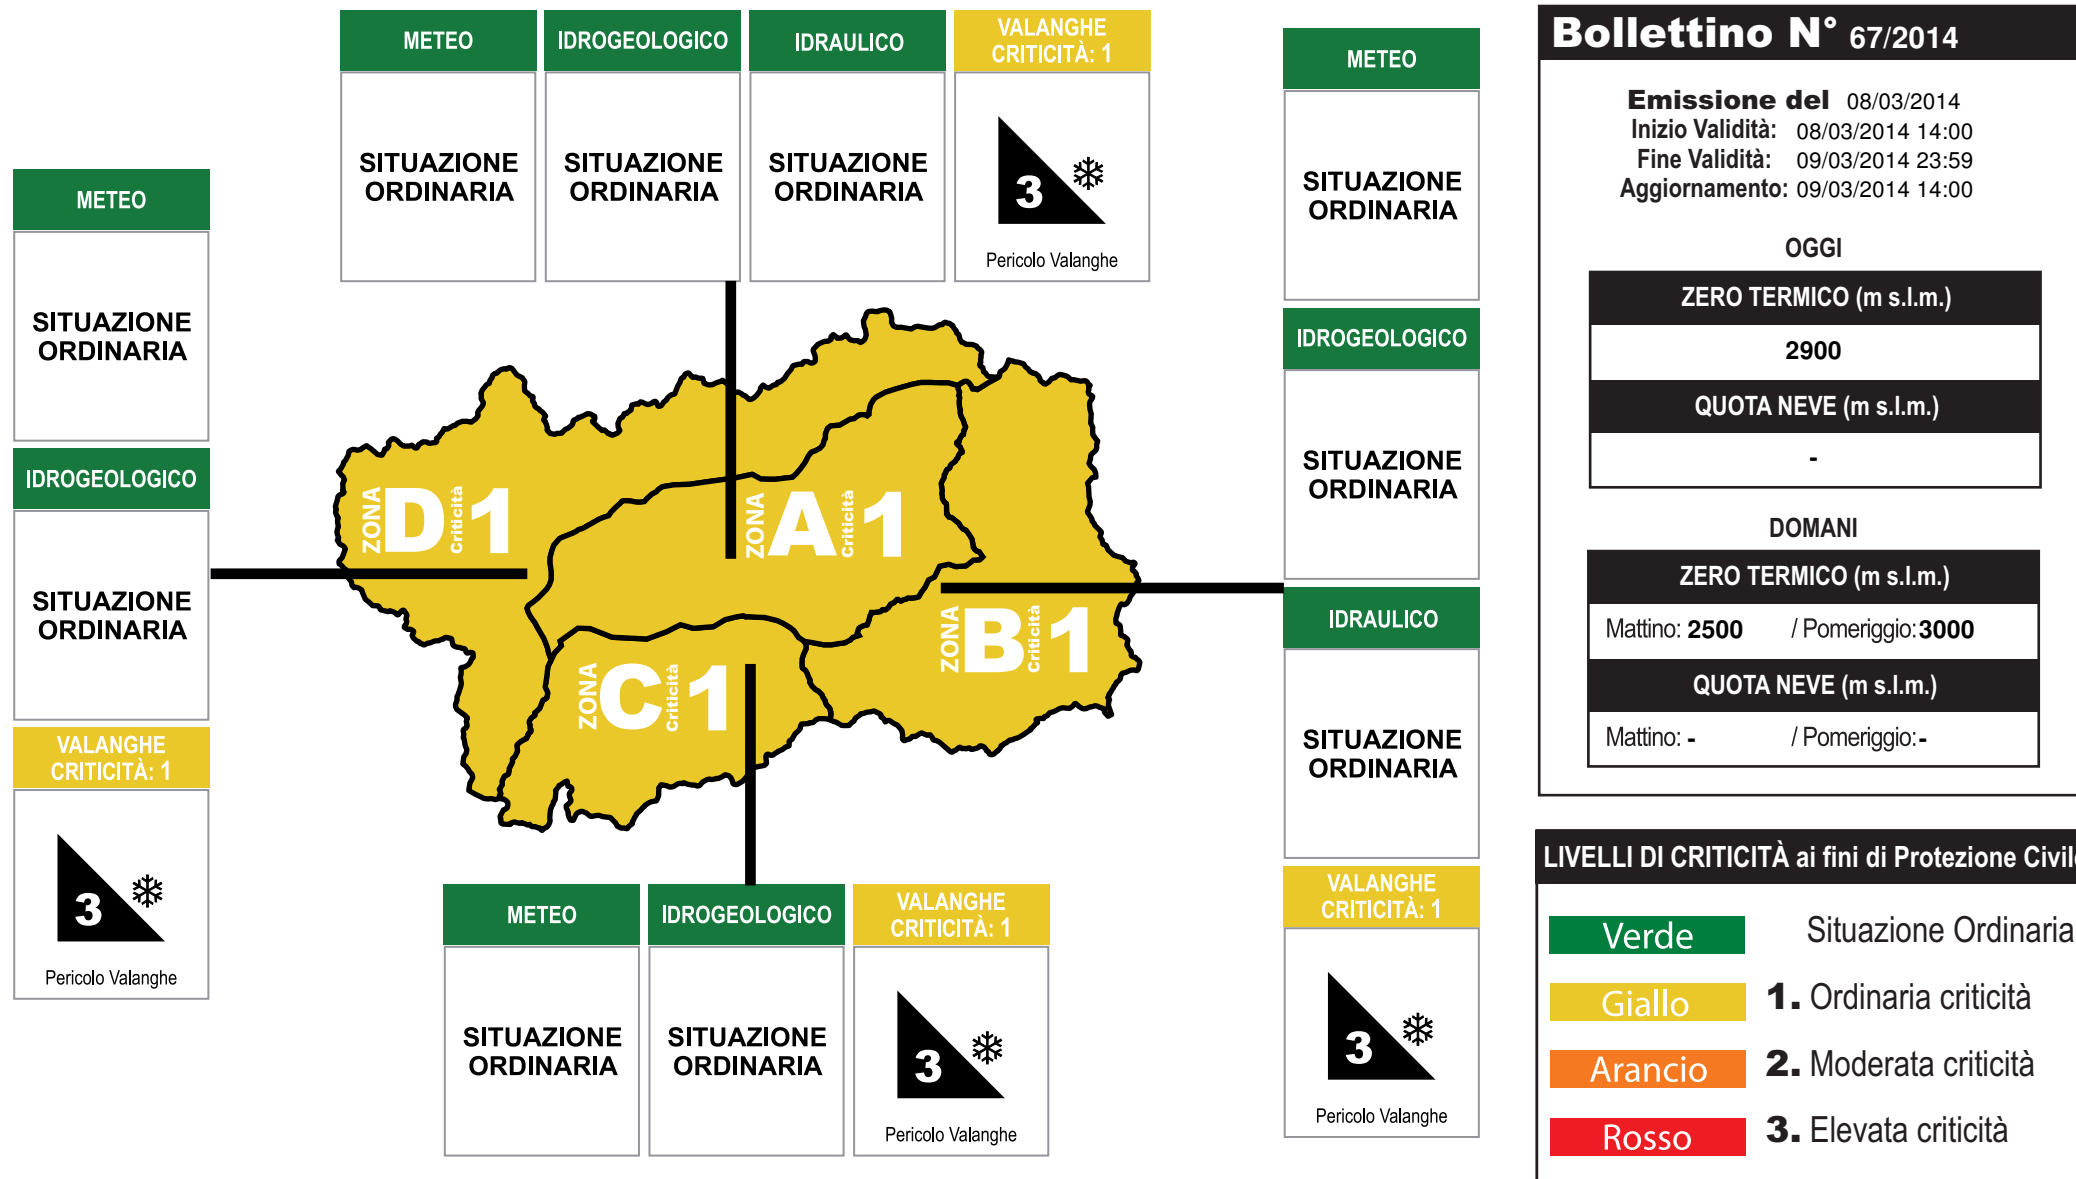 METEO
SITUAZIONE
ORDINARIA
IDROGEOLOGICO
SITUAZIONE
ORDINARIA
IDRAULICO
SITUAZIONE
ORDINARIA
VALANGHE
CRITICITÀ: 1
3
Pericolo Valanghe
METEO
SITUAZIONE
ORDINARIA
IDROGEOLOGICO
SITUAZIONE
ORDINARIA
VALANGHE
CRITICITÀ: 1
3
Pericolo Valanghe
ZONA D Criticità 1
ZONA A Criticità 1
ZONA B Criticità 1
ZONA C Criticità 1
METEO
SITUAZIONE
ORDINARIA
IDROGEOLOGICO
SITUAZIONE
ORDINARIA
VALANGHE
CRITICITÀ: 1
3
Pericolo Valanghe
METEO
SITUAZIONE
ORDINARIA
IDROGEOLOGICO
SITUAZIONE
ORDINARIA
IDRAULICO
SITUAZIONE
ORDINARIA
VALANGHE
CRITICITÀ: 1
3
Pericolo Valanghe
Bollettino N° 67/2014
Emissione del 08/03/2014
Inizio Validità: 08/03/2014 14:00
Fine Validità: 09/03/2014 23:59
Aggiornamento: 09/03/2014 14:00
OGGI
ZERO TERMICO (m s.l.m.)
2900
QUOTA NEVE (m s.l.m.)
-
DOMANI
ZERO TERMICO (m s.l.m.)
Mattino: 2500 / Pomeriggio: 3000
QUOTA NEVE (m s.l.m.)
Mattino: - / Pomeriggio: -
LIVELLI DI CRITICITÀ ai fini di Protezione Civile
Verde Situazione Ordinaria
Giallo 1. Ordinaria criticità
Arancio 2. Moderata criticità
Rosso 3. Elevata criticità